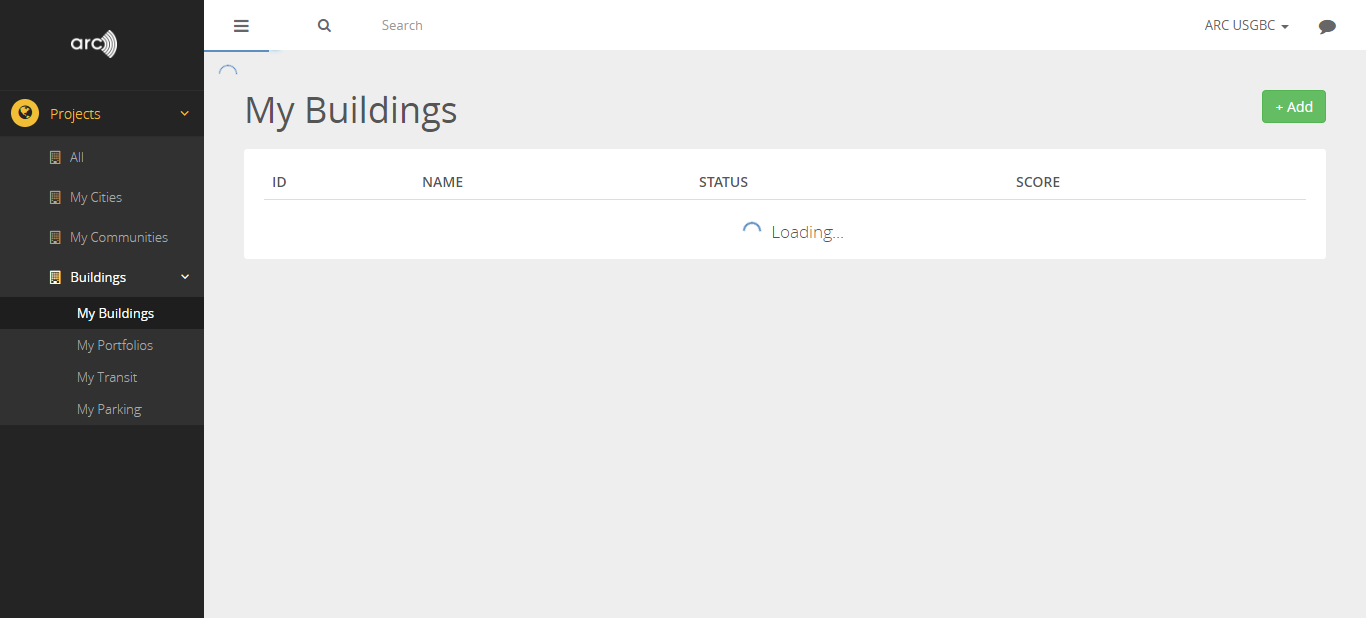 arc
Search
ARC USGBC
Projects
All
My Cities
My Communities
Buildings
My Buildings
My Portfolios
My Transit
My Parking
My Buildings
+ Add
ID NAME STATUS SCORE
Loading...